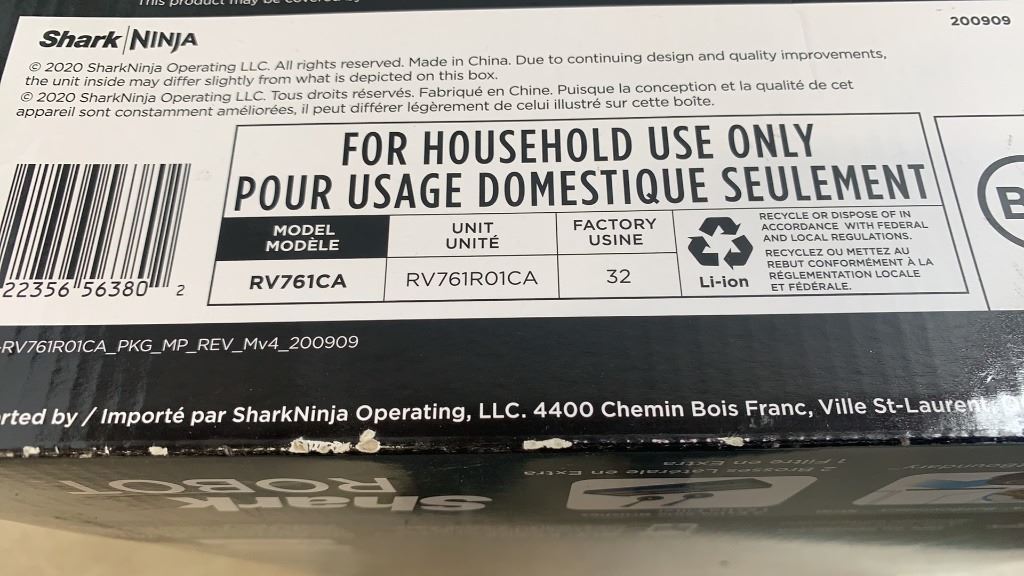 This product may be
200909
Shark | NINJA
© 2020 SharkNinja Operating LLC. All rights reserved. Made in China. Due to continuing design and quality improvements,
the unit inside may differ slightly from what is depicted on this box.
© 2020 SharkNinja Operating LLC. Tous droits réservés. Fabriqué en Chine. Puisque la conception et la qualité de cet
appareil sont constamment améliorées, il peut différer légèrement de celui illustré sur cette boîte.
FOR HOUSEHOLD USE ONLY
POUR USAGE DOMESTIQUE SEULEMENT
MODEL
MODÈLE
RV761CA
UNIT
UNITÉ
RV761R01CA
FACTORY
USINE
32
Li-ion
RECYCLE OR DISPOSE OF IN
ACCORDANCE WITH FEDERAL
AND LOCAL REGULATIONS.
RECYCLEZ OU METTEZ AU
REBUT CONFORMÉMENT À LA
RÉGLEMENTATION LOCALE
ET FÉDÉRALE.
B
22356 56380 2
-RV761R01CA_PKG_MP_REV_Mv4_200909
rted by / Importé par SharkNinja Operating, LLC. 4400 Chemin Bois Franc, Ville St-Laurent,
Shark
ROBOT